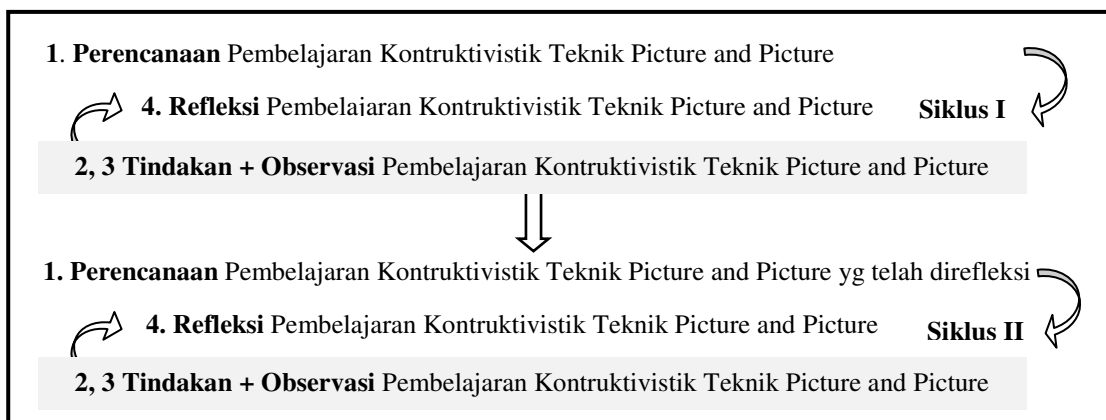 1. Perencanaan Pembelajaran Kontruktivistik Teknik Picture and Picture
4. Refleksi Pembelajaran Kontruktivistik Teknik Picture and Picture Siklus I
2, 3 Tindakan + Observasi Pembelajaran Kontruktivistik Teknik Picture and Picture
1. Perencanaan Pembelajaran Kontruktivistik Teknik Picture and Picture yg telah direfleksi
4. Refleksi Pembelajaran Kontruktivistik Teknik Picture and Picture Siklus II
2, 3 Tindakan + Observasi Pembelajaran Kontruktivistik Teknik Picture and Picture